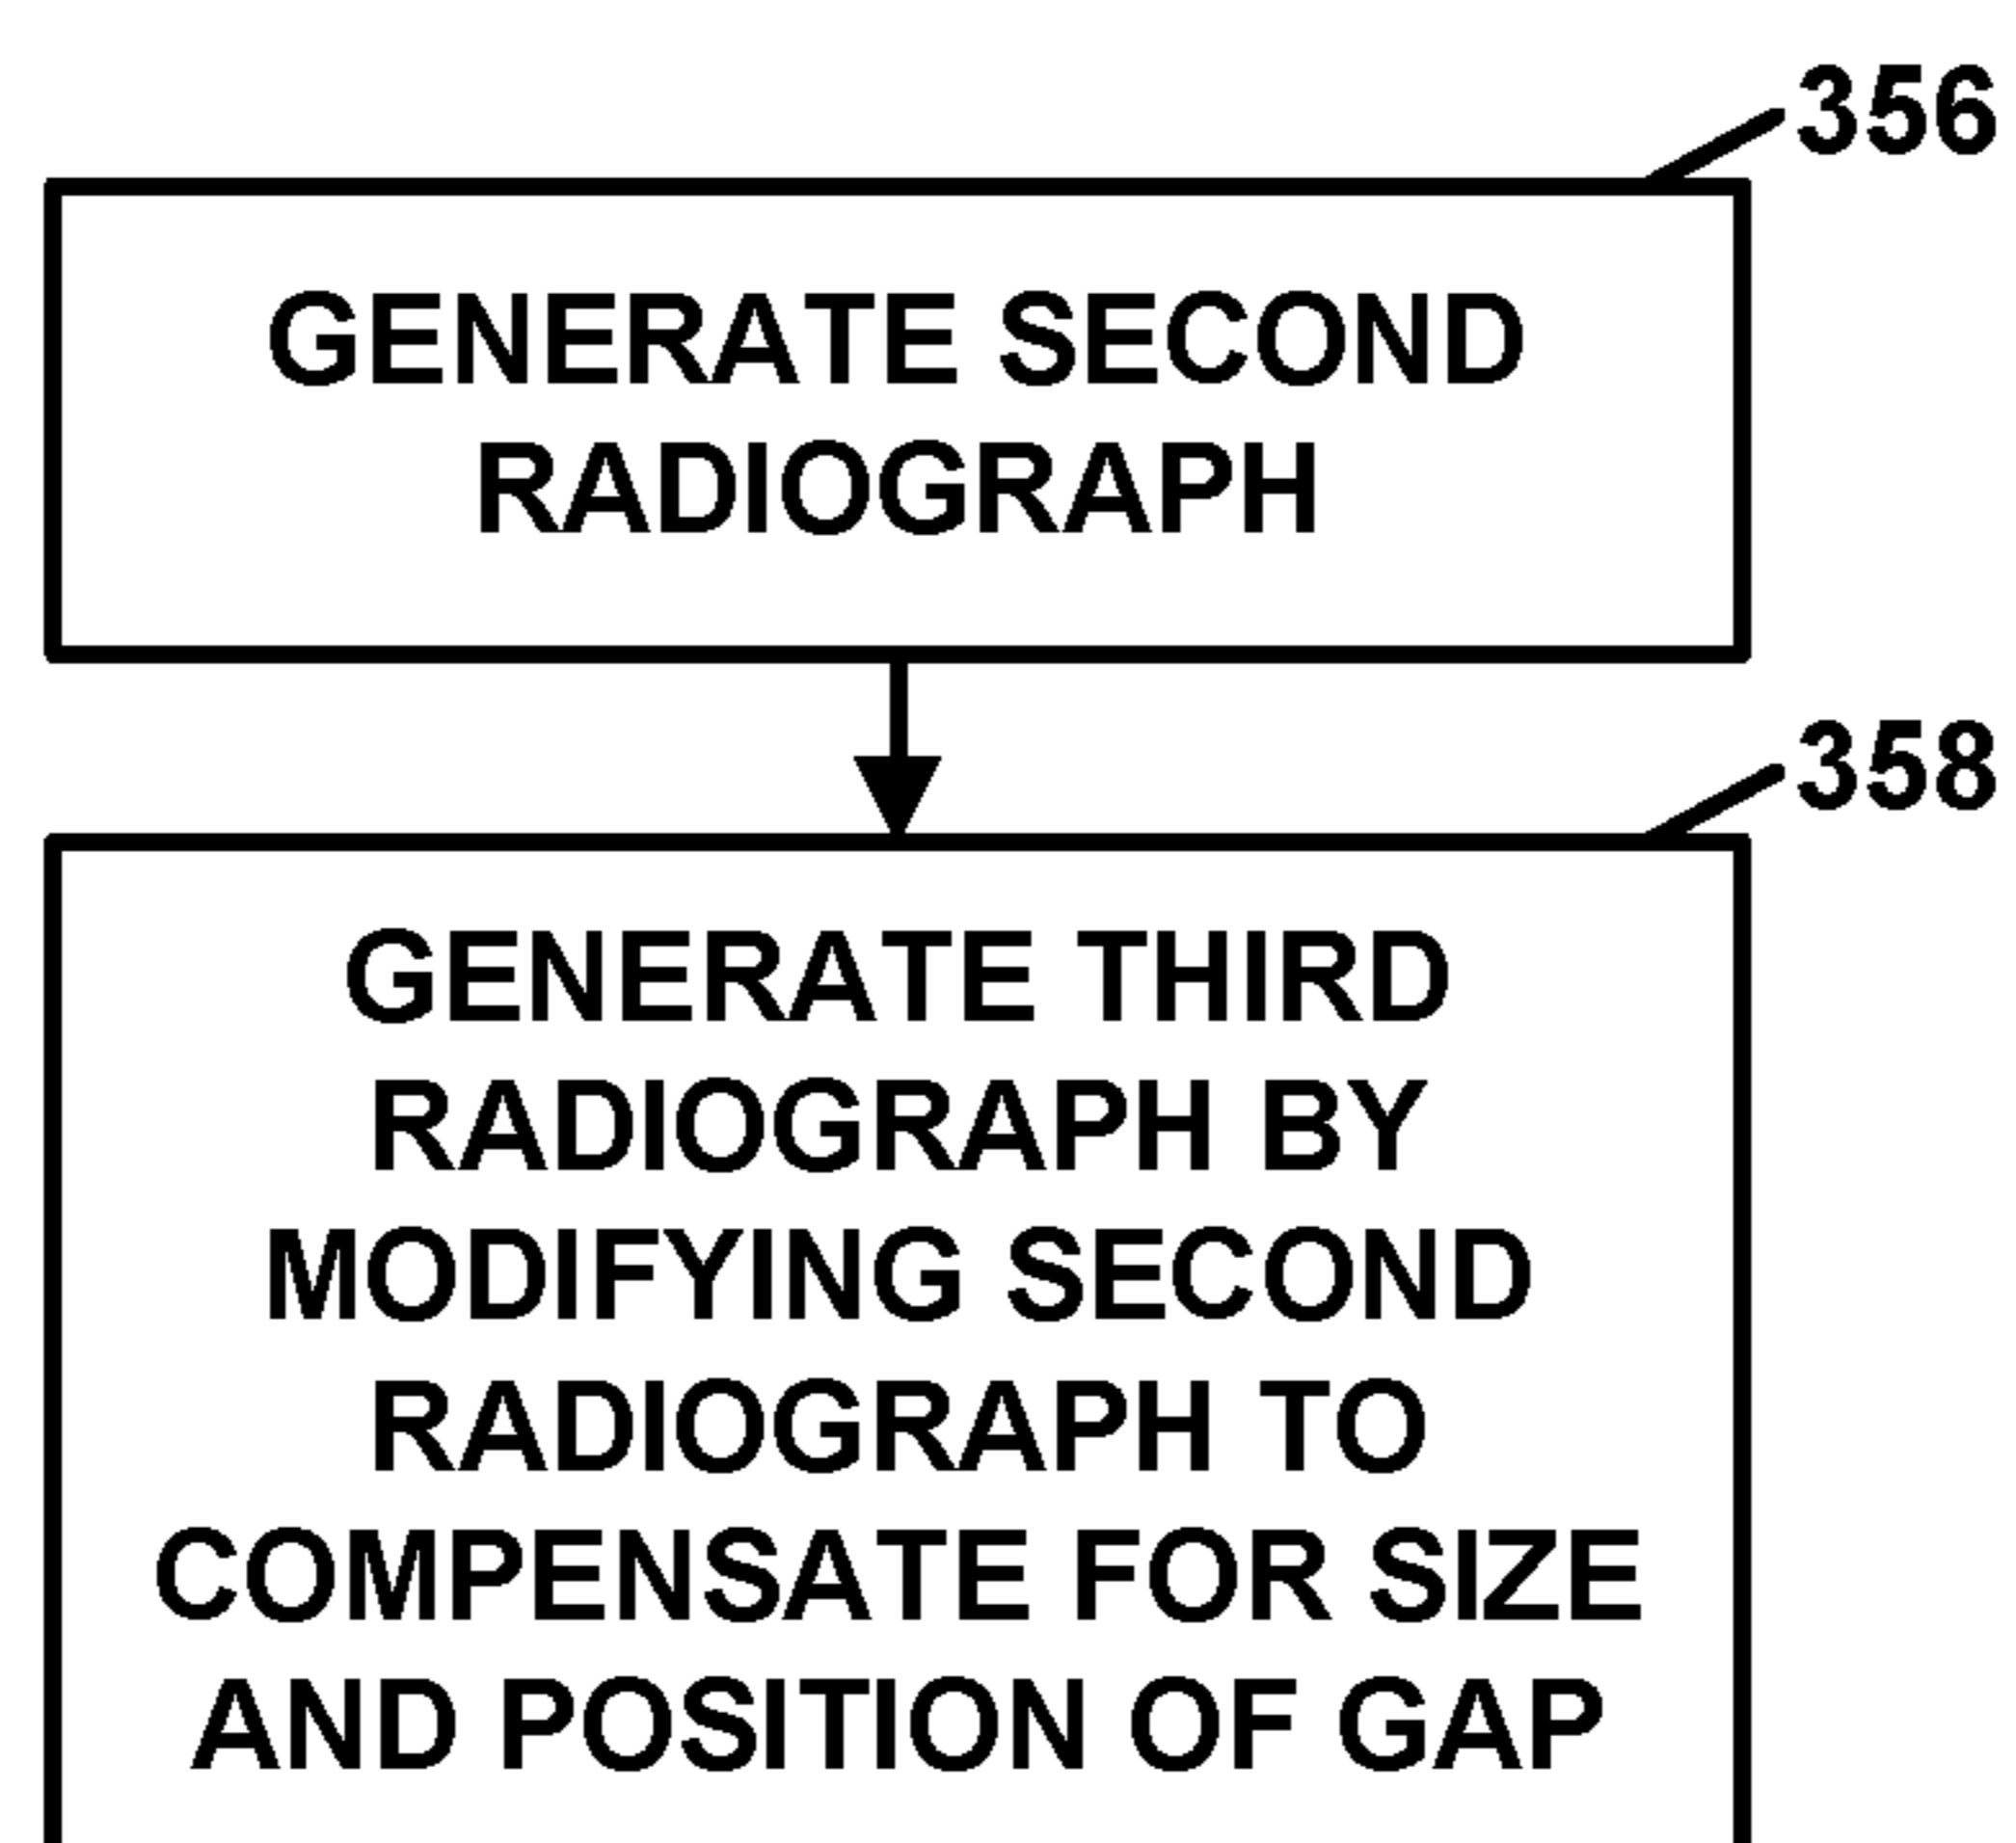 356
GENERATE SECOND
RADIOGRAPH
358
GENERATE THIRD
RADIOGRAPH BY
MODIFYING SECOND
RADIOGRAPH TO
COMPENSATE FOR SIZE
AND POSITION OF GAP